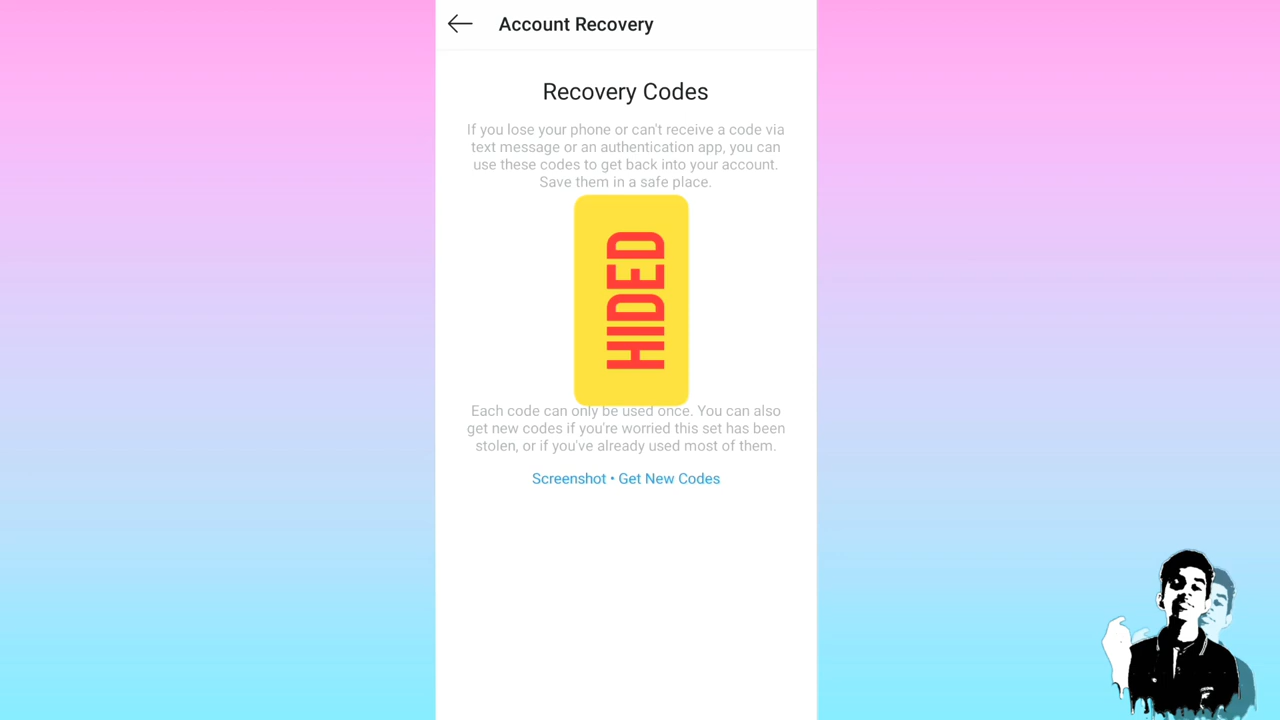 Account Recovery
Recovery Codes
If you lose your phone or can't receive a code via
text message or an authentication app, you can
use these codes to get back into your account.
Save them in a safe place.
HIDED
Each code can only be used once. You can also
get new codes if you're worried this set has been
stolen, or if you've already used most of them.
Screenshot • Get New Codes